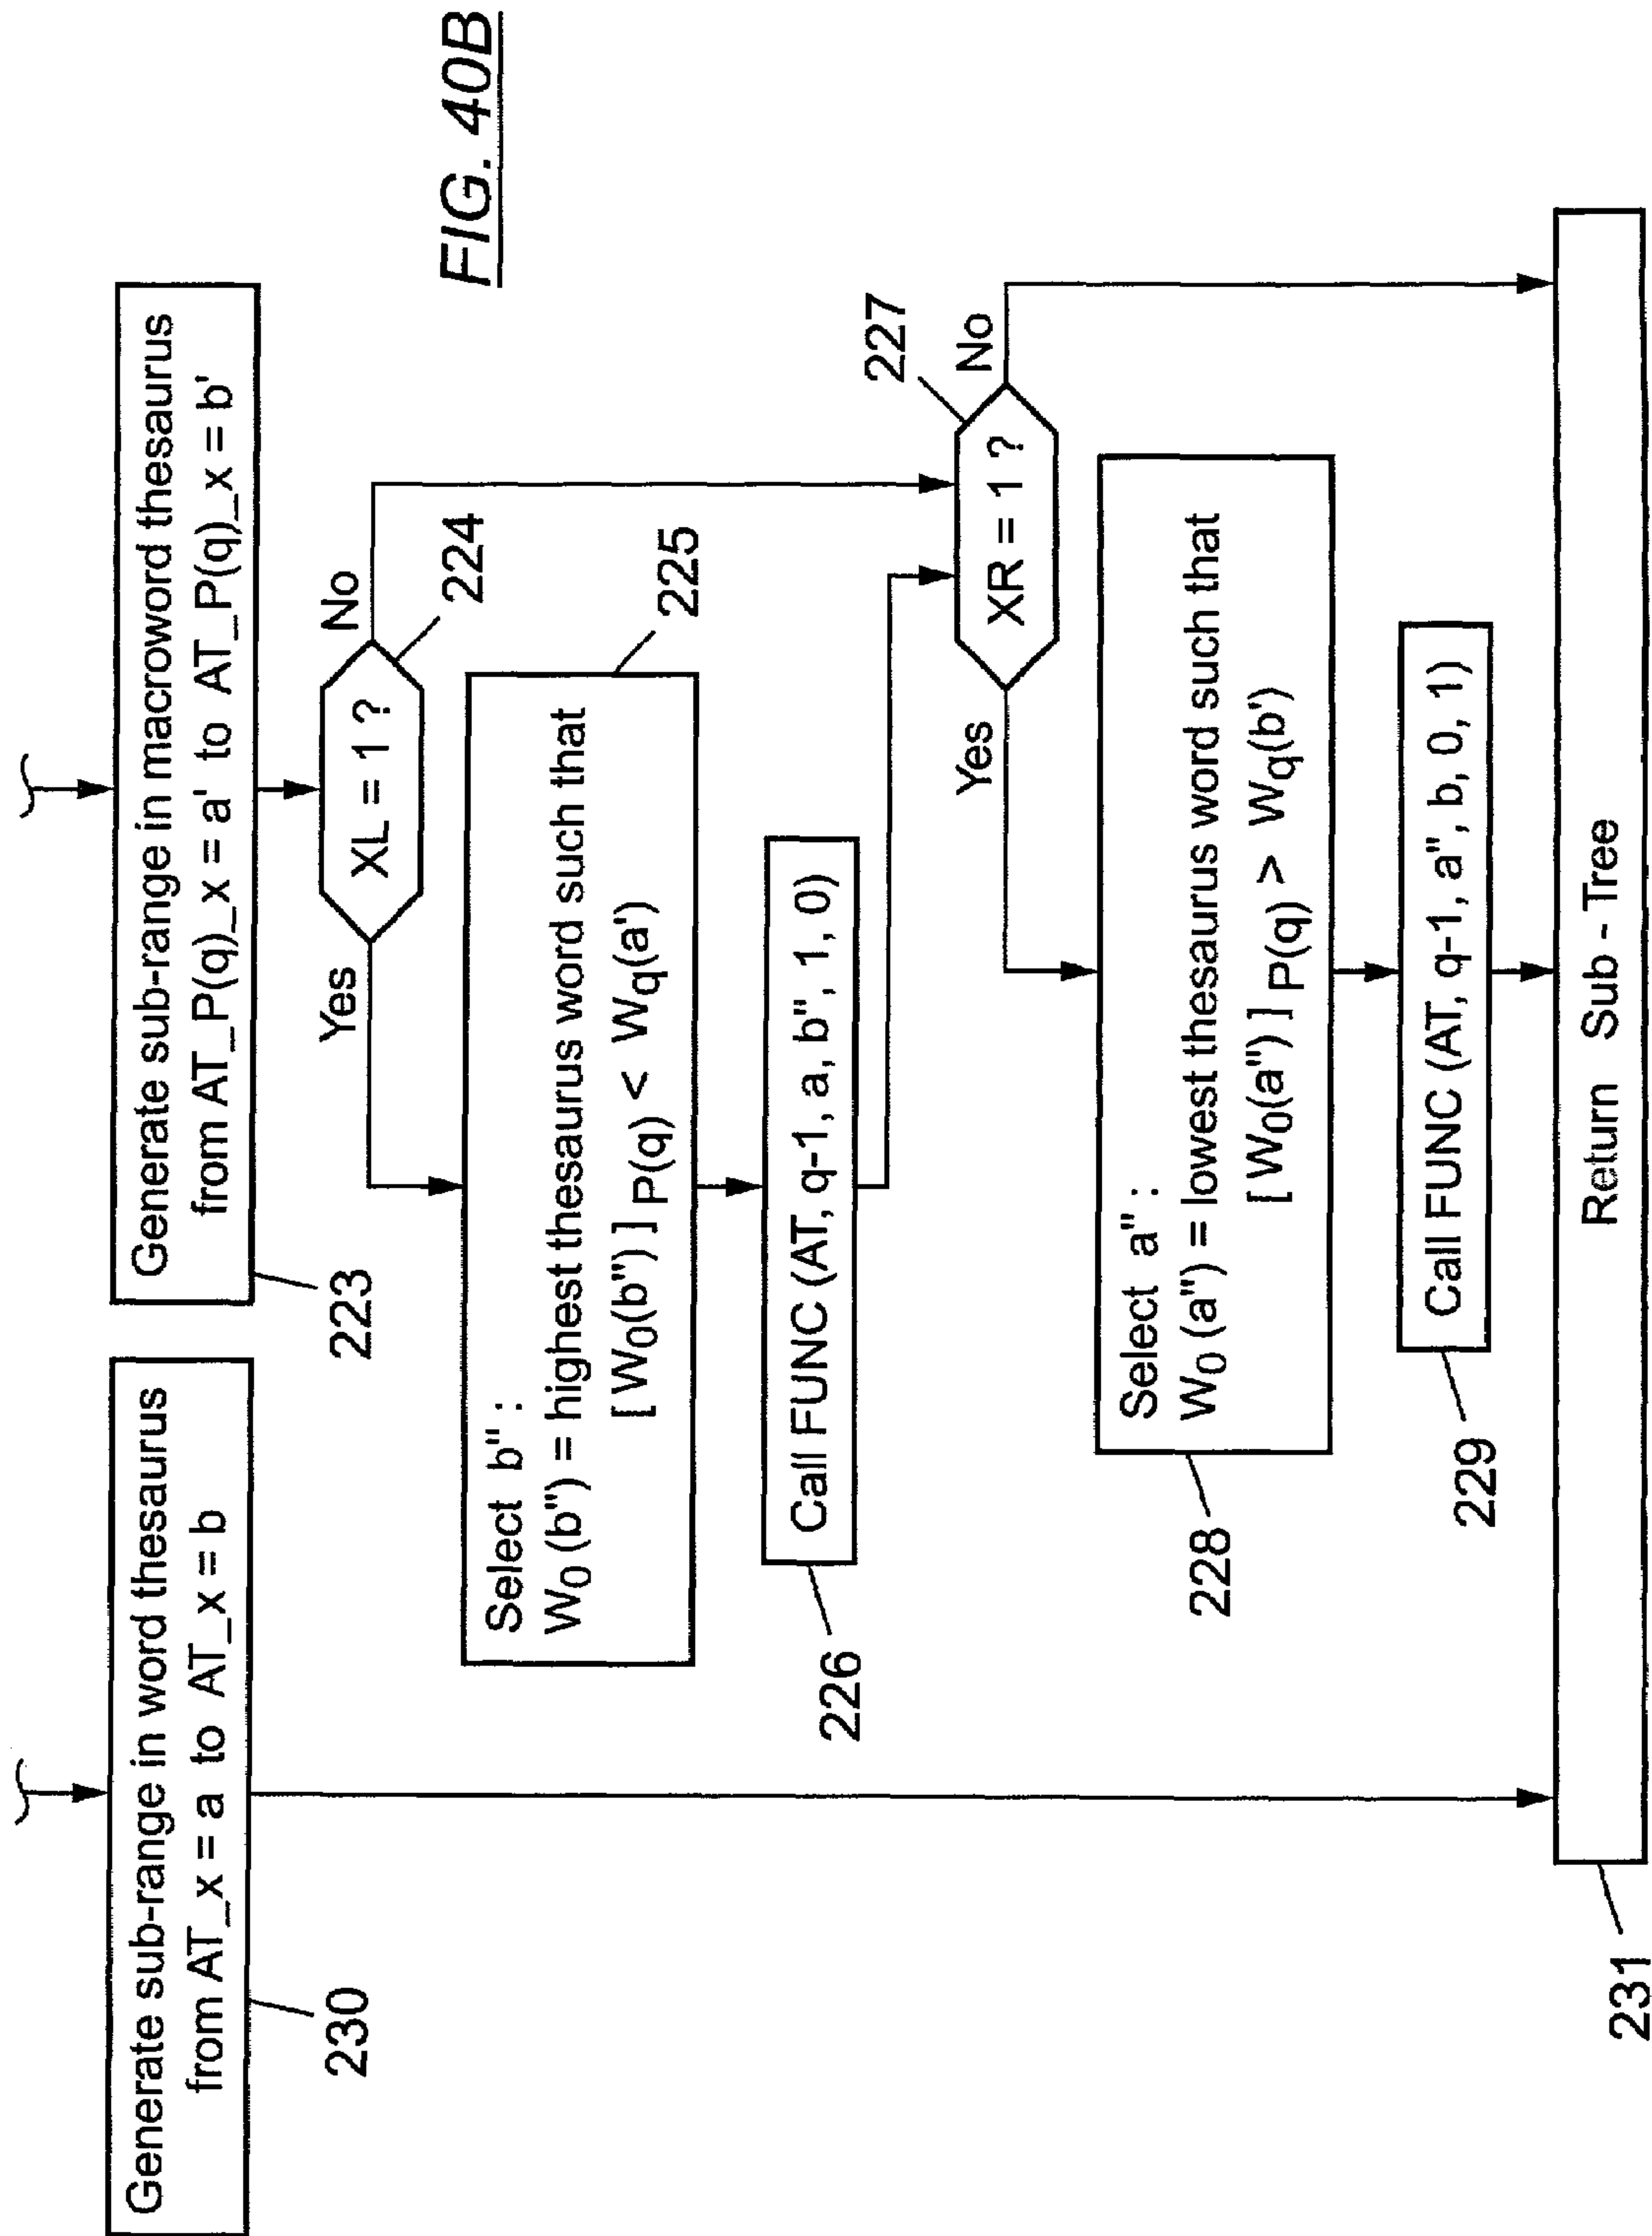 Generate sub-range in word thesaurus
from AT_x = a to AT_x = b
230
Generate sub-range in macroword thesaurus
from AT_P(q)_x = a' to AT_P(q)_x = b'
223
XL = 1 ?
Yes
No
224
Select b" :
W0 (b") = highest thesaurus word such that
[ W0(b") ] P(q) < Wq(a')
225
Call FUNC (AT, q-1, a, b", 1, 0)
226
XR = 1 ?
Yes
No
227
Select a" :
W0 (a") = lowest thesaurus word such that
[ W0(a") ] P(q) > Wq(b')
228
Call FUNC (AT, q-1, a", b, 0, 1)
229
Return Sub - Tree
231
FIG. 40B